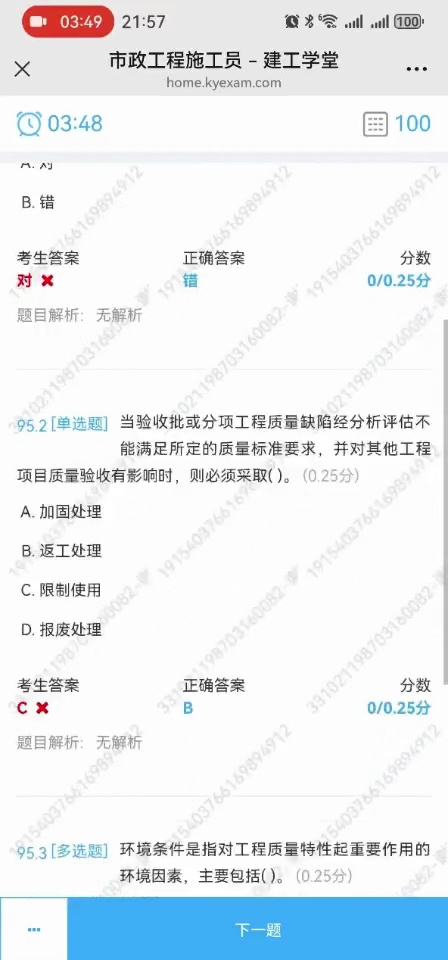 03:49 21:57 100
市政工程施工员 – 建工学堂
home.kyexam.com
03:48 100
A. 对
B. 错
考生答案 正确答案 分数
对 错 0/0.25分
题目解析: 无解析
95.2 [单选题] 当验收批或分项工程质量缺陷经分析评估不
能满足所定的质量标准要求，并对其他工程
项目质量验收有影响时，则必须采取( )。 (0.25分)
A. 加固处理
B. 返工处理
C. 限制使用
D. 报废处理
考生答案 正确答案 分数
C B 0/0.25分
题目解析: 无解析
95.3 [多选题] 环境条件是指对工程质量特性起重要作用的
环境因素，主要包括( )。 (0.25分)
下一题